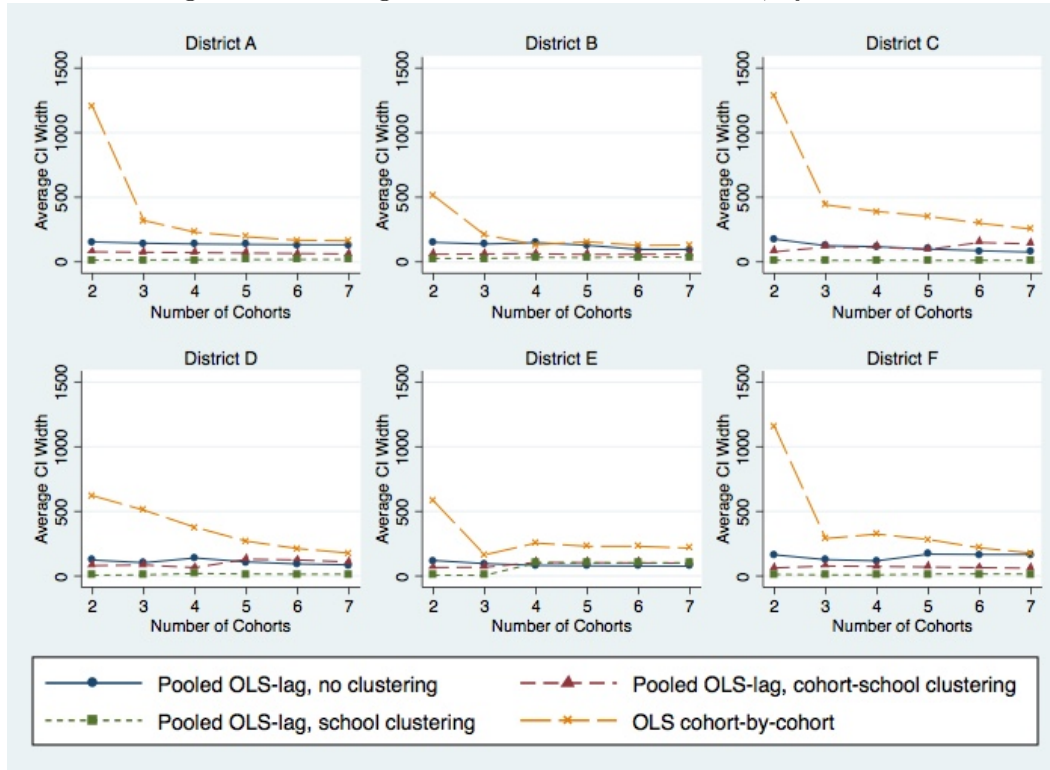 District A
Average CI Width
0 500 1000 1500
2 3 4 5 6 7
Number of Cohorts
District B
Average CI Width
0 500 1000 1500
2 3 4 5 6 7
Number of Cohorts
District C
Average CI Width
0 500 1000 1500
2 3 4 5 6 7
Number of Cohorts
District D
Average CI Width
0 500 1000 1500
2 3 4 5 6 7
Number of Cohorts
District E
Average CI Width
0 500 1000 1500
2 3 4 5 6 7
Number of Cohorts
District F
Average CI Width
0 500 1000 1500
2 3 4 5 6 7
Number of Cohorts
Pooled OLS-lag, no clustering
Pooled OLS-lag, cohort-school clustering
Pooled OLS-lag, school clustering
OLS cohort-by-cohort